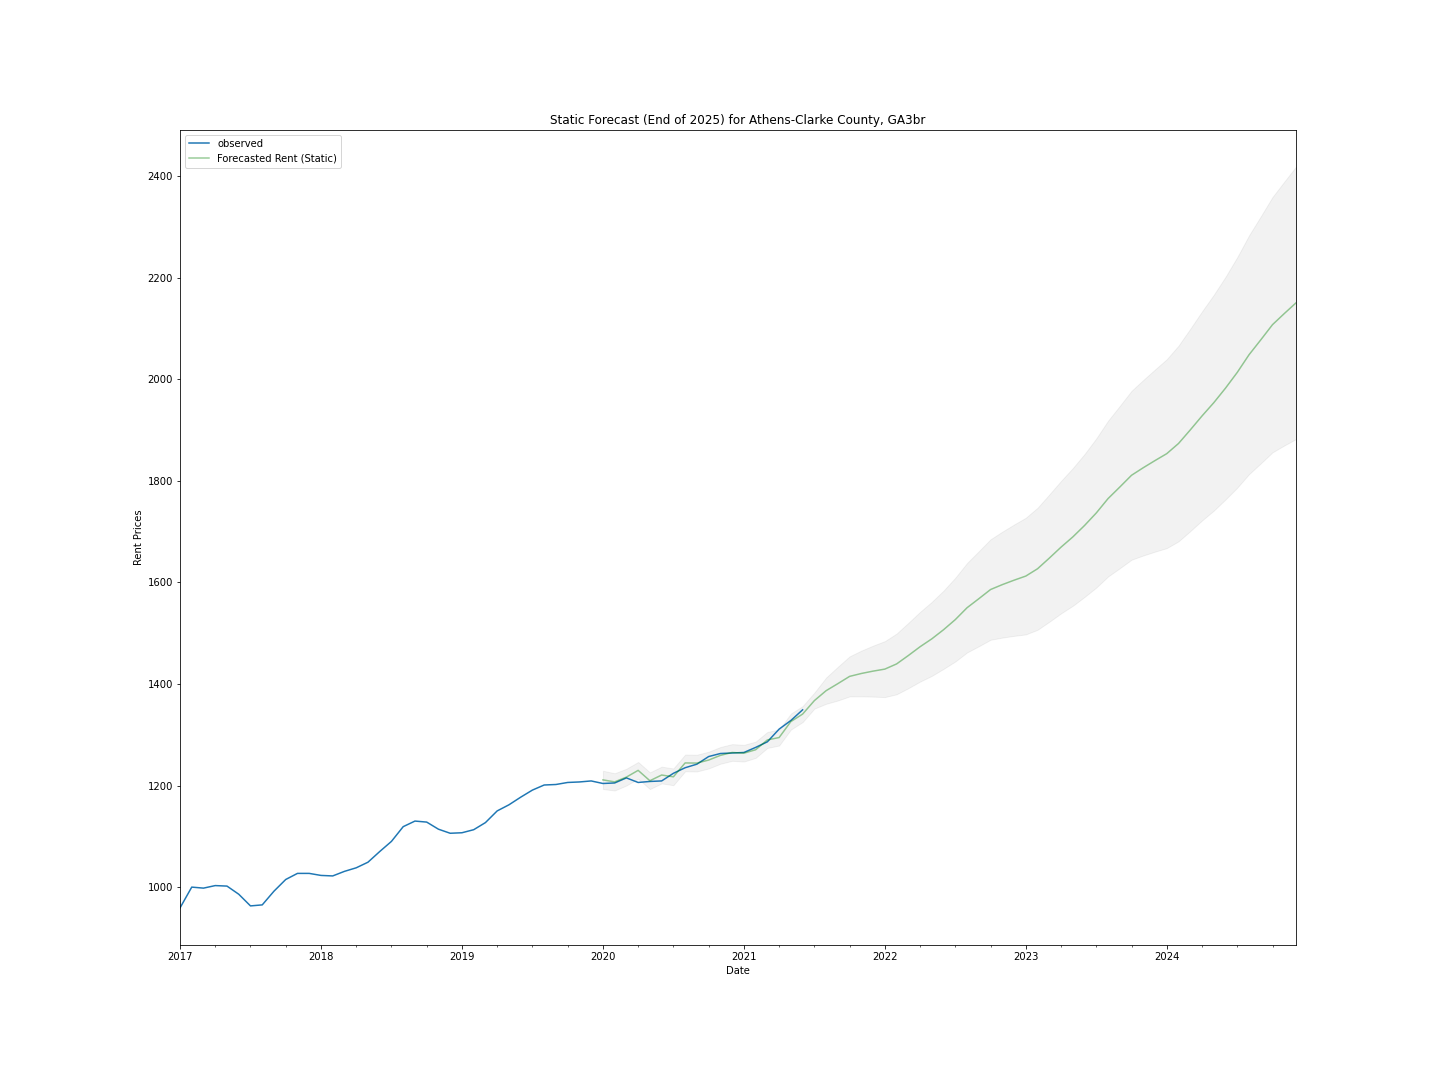 Static Forecast (End of 2025) for Athens-Clarke County, GA3br
observed
Forecasted Rent (Static)
2400
2200
2000
1800
1600
1400
1200
1000
Rent Prices
2017 2018 2019 2020 2021 2022 2023 2024
Date